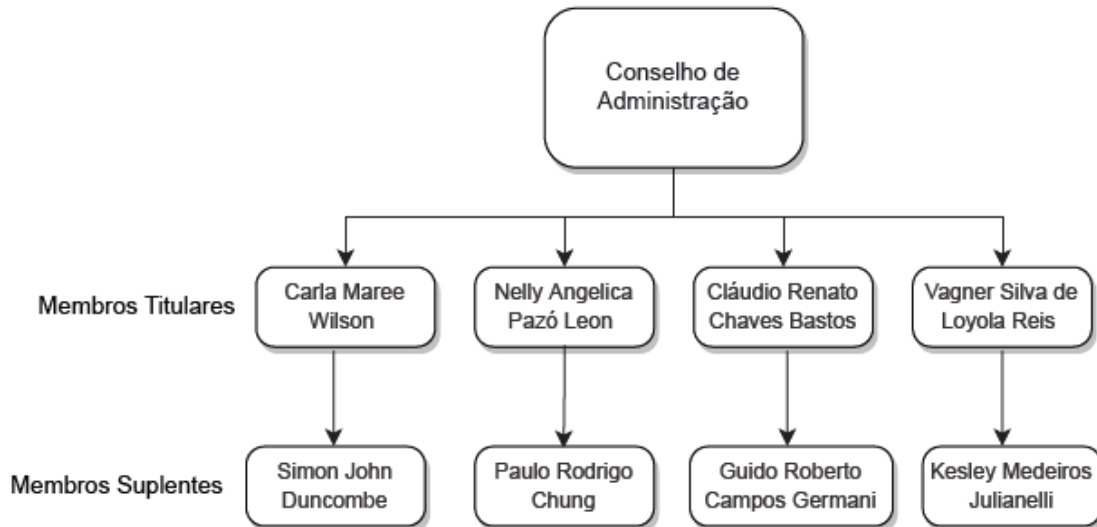 Conselho de
Administração
Membros Titulares
Carla Maree
Wilson
Nelly Angelica
Pazó Leon
Cláudio Renato
Chaves Bastos
Vagner Silva de
Loyola Reis
Membros Suplentes
Simon John
Duncombe
Paulo Rodrigo
Chung
Guido Roberto
Campos Germani
Kesley Medeiros
Julianelli